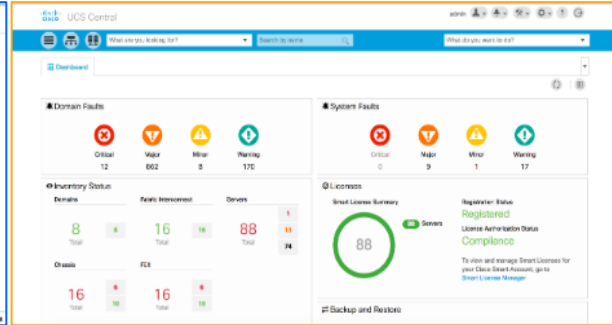 CISCO UCS Central admin
What are you looking for? Search by name What do you want to do?
Dashboard
Domain Faults
Critical Major Minor Warning
12 662 8 170
System Faults
Critical Major Minor Warning
0 9 1 17
Inventory Status
Domains Fabric Interconnect Servers
8 8 16 16 88 1
Total Total Total 13
74
Chassis FEX
16 6 16 6
Total 10 Total 10
Licenses
Smart License Summary
88 88 Servers
Registration Status
Registered
License Authorization Status
Compliance
To view and manage Smart Licenses for
your Cisco Smart Account, go to
Smart License Manager
Backup and Restore